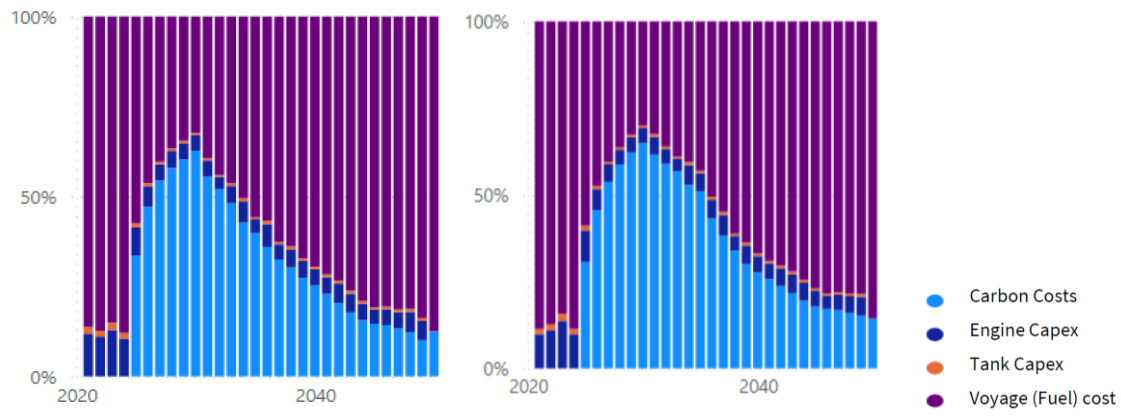 100%
50%
0%
2020
2040
100%
50%
0%
2020
2040
Carbon Costs
Engine Capex
Tank Capex
Voyage (Fuel) cost